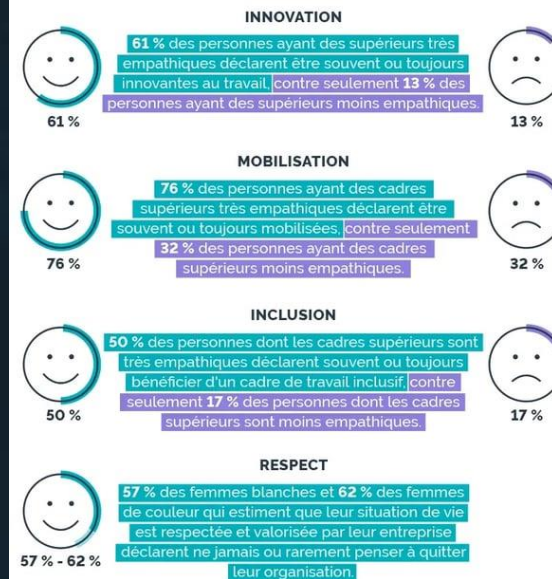 INNOVATION
61 % des personnes ayant des supérieurs très
empathiques déclarent être souvent ou toujours
innovantes au travail, contre seulement 13 % des
personnes ayant des supérieurs moins empathiques.
61 %
13 %
MOBILISATION
76 % des personnes ayant des cadres
supérieurs très empathiques déclarent être
souvent ou toujours mobilisées, contre seulement
32 % des personnes ayant des cadres
supérieurs moins empathiques.
76 %
32 %
INCLUSION
50 % des personnes dont les cadres supérieurs sont
très empathiques déclarent souvent ou toujours
bénéficier d'un cadre de travail inclusif, contre
seulement 17 % des personnes dont les cadres
supérieurs sont moins empathiques.
50 %
17 %
RESPECT
57 % des femmes blanches et 62 % des femmes
de couleur qui estiment que leur situation de vie
est respectée et valorisée par leur entreprise
déclarent ne jamais ou rarement penser à quitter
leur organisation.
57 % - 62 %